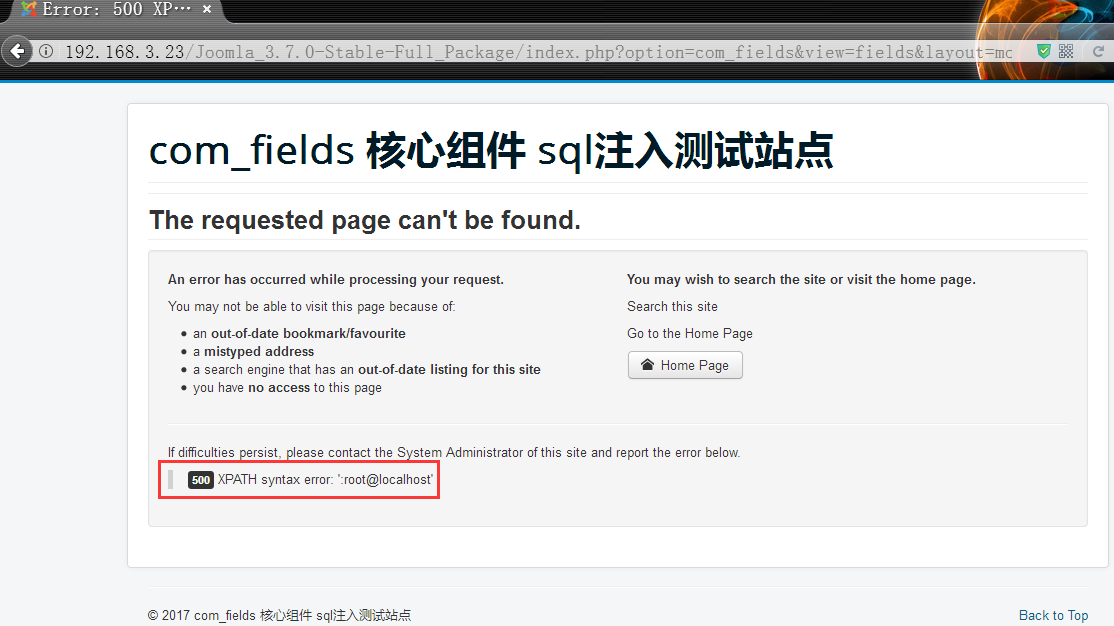 Error: 500 XP…
192.168.3.23/Joomla_3.7.0-Stable-Full_Package/index.php?option=com_fields&view=fields&layout=mc
com_fields 核心组件 sql注入测试站点
The requested page can't be found.
An error has occurred while processing your request.
You may not be able to visit this page because of:
an out-of-date bookmark/favourite
a mistyped address
a search engine that has an out-of-date listing for this site
you have no access to this page
You may wish to search the site or visit the home page.
Search this site
Go to the Home Page
Home Page
If difficulties persist, please contact the System Administrator of this site and report the error below.
500 XPATH syntax error: ':root@localhost'
© 2017 com_fields 核心组件 sql注入测试站点
Back to Top